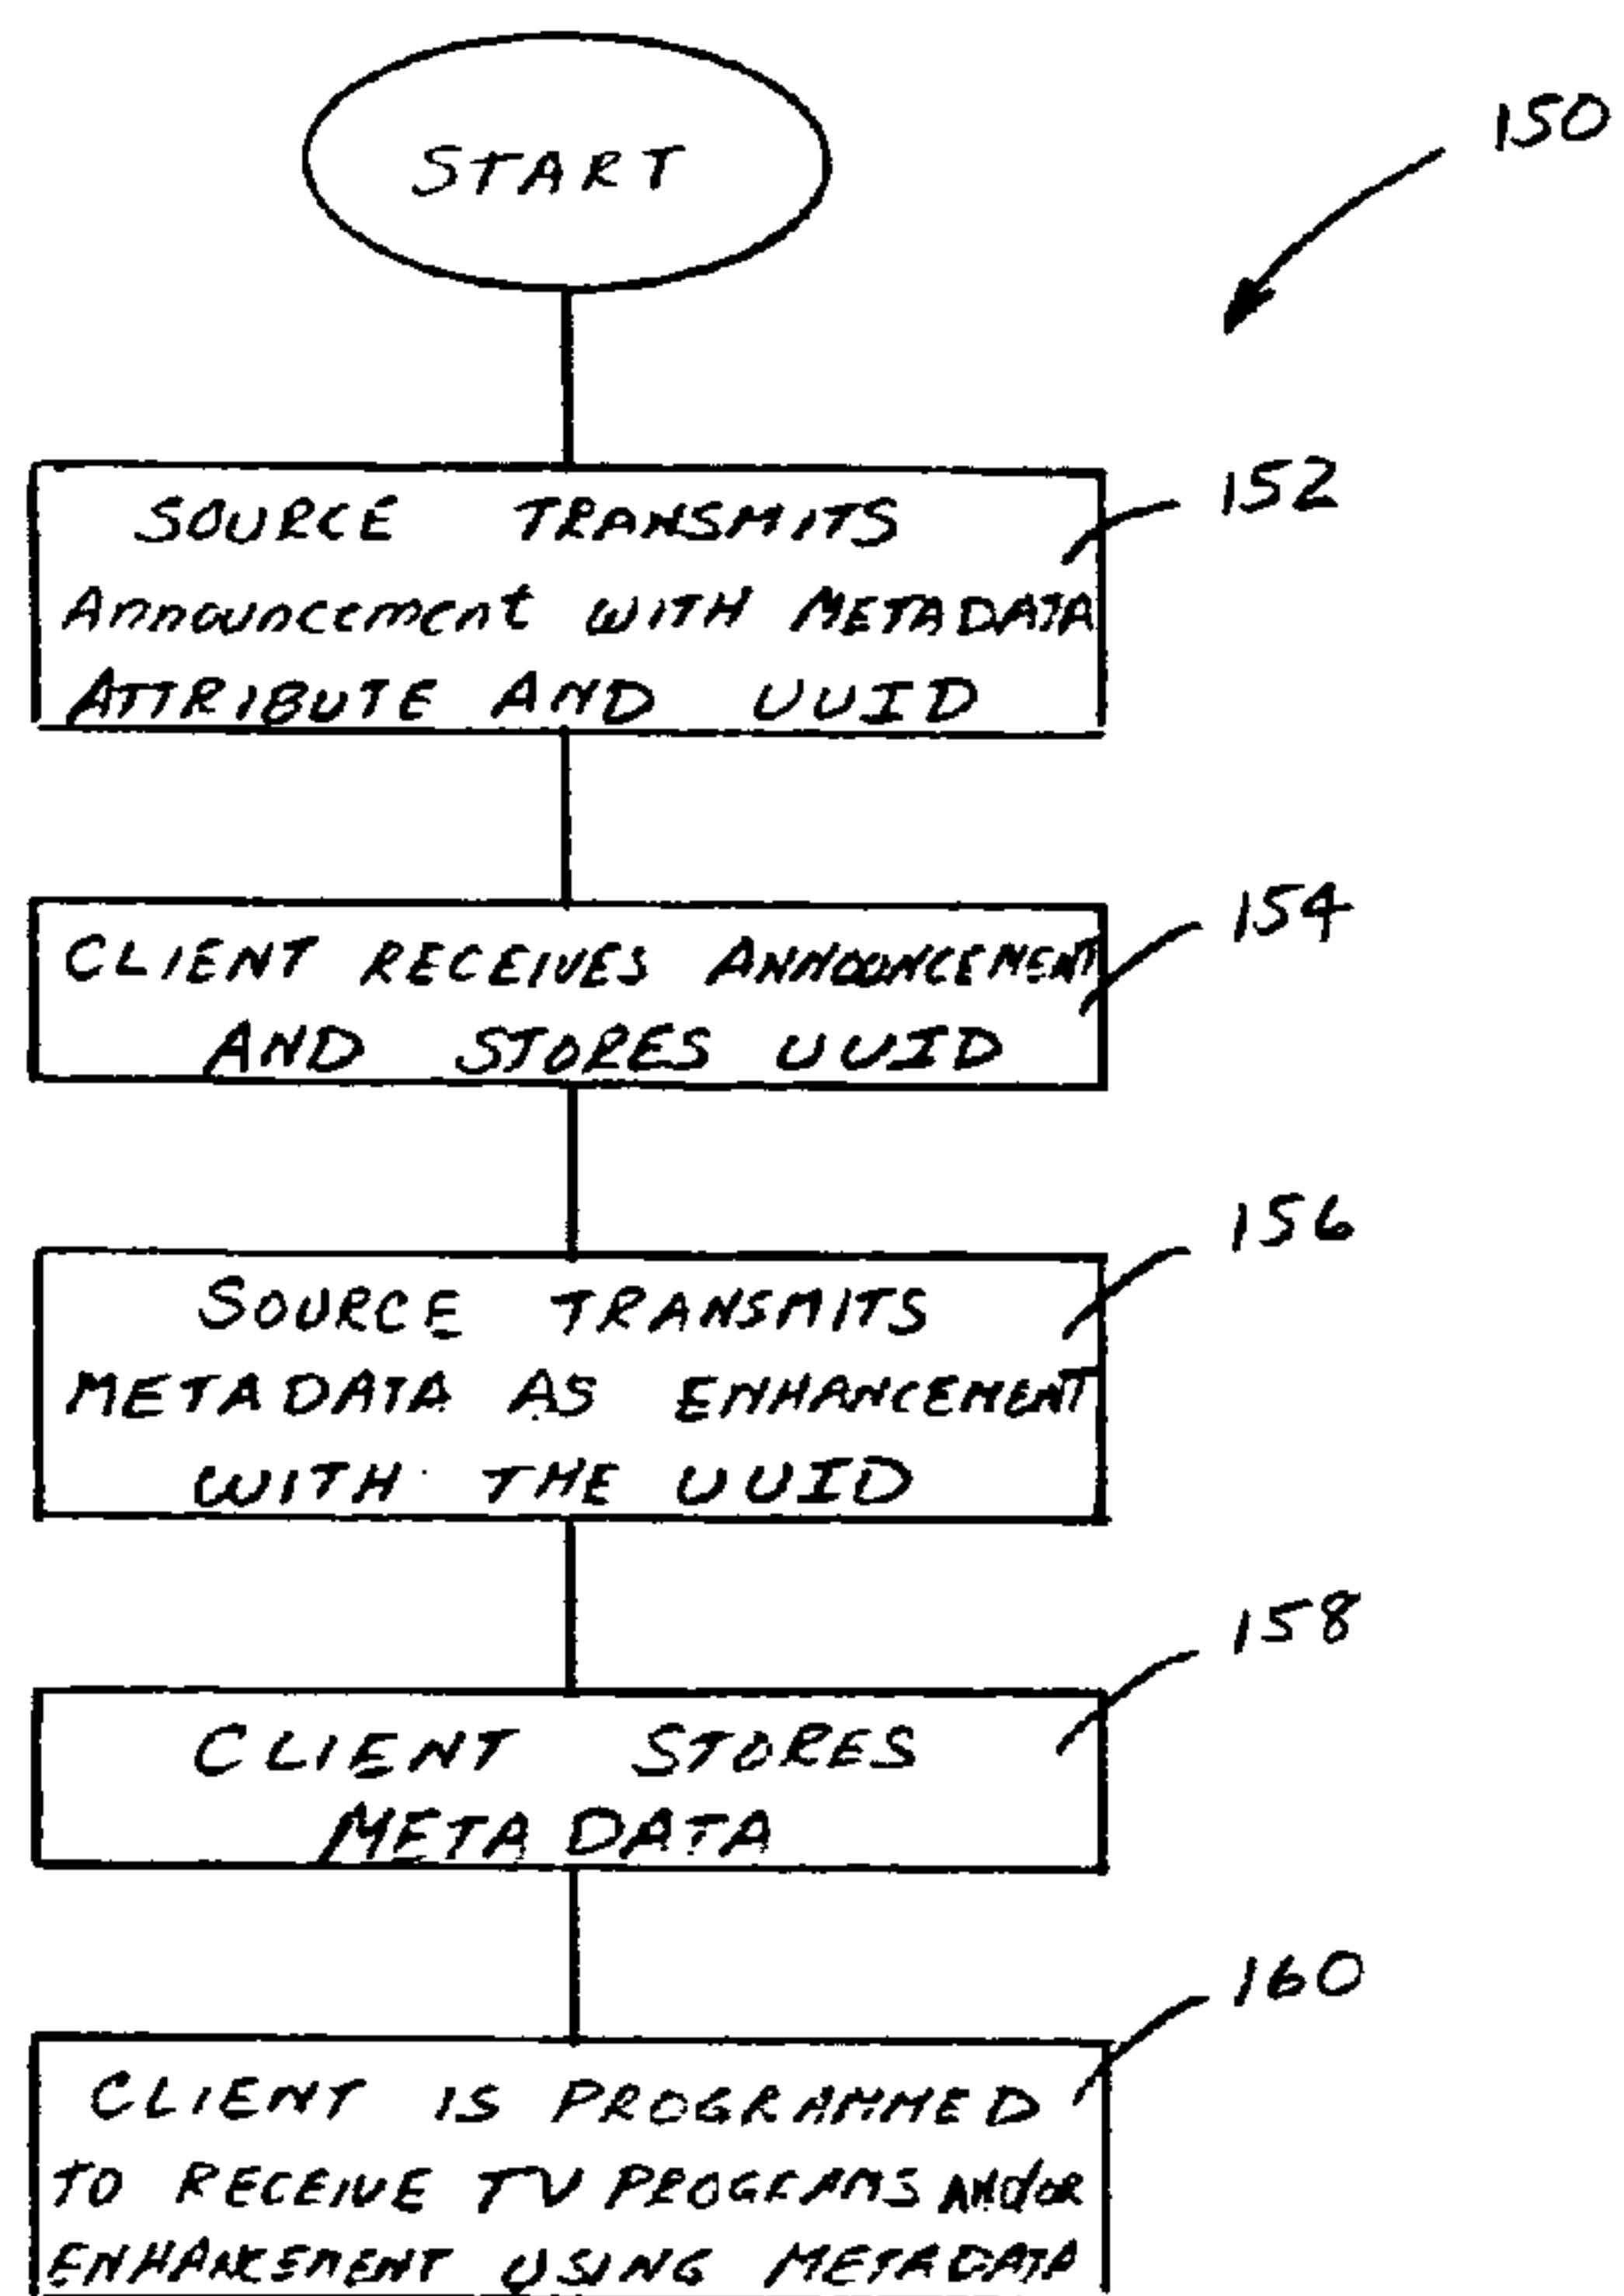 START
150
SOURCE TRANSMITS
Announcement WITH METADATA
ATTRIBUTE AND UUID
152
CLIENT RECEIVES ANNOUNCEMENT
AND STORES UUID
154
SOURCE TRANSMITS
METADATA AS ENHANCEMENT
WITH THE UUID
156
CLIENT STORES
META DATA
158
CLIENT IS PROGRAMMED
TO RECEIVE TV PROGRAMS AND/OR
ENHANCEMENT USING METADATA
160